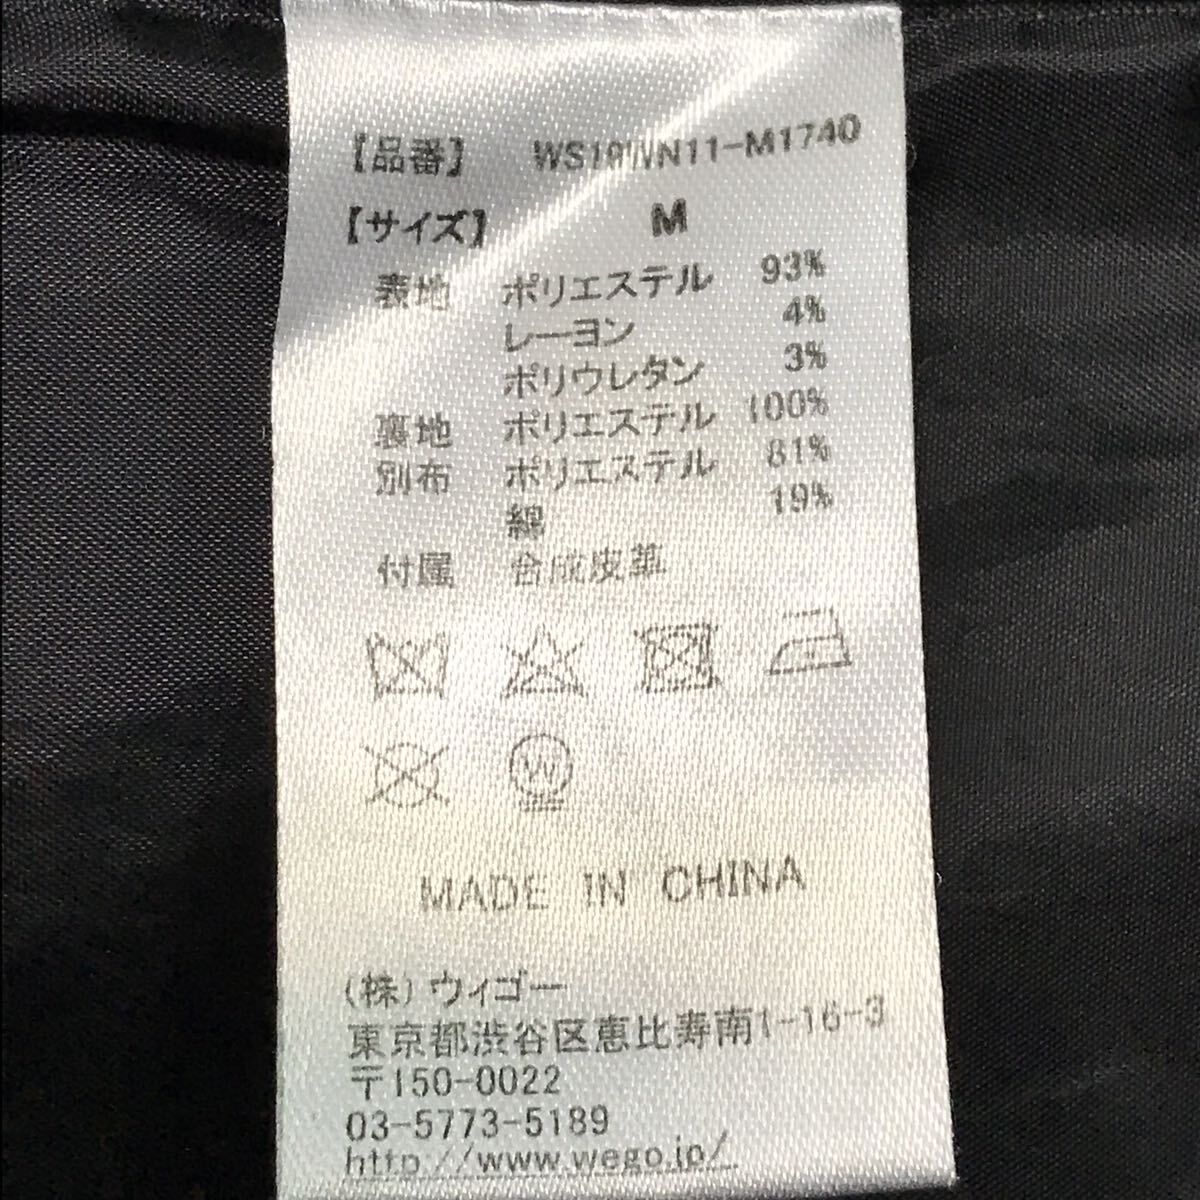 【品番】 WS19WN11-M1740
【サイズ】 M
表地 ポリエステル 93%
レーヨン 4%
ポリウレタン 3%
裏地 ポリエステル 100%
別布 ポリエステル 81%
綿 19%
付属 合成皮革
W
MADE IN CHINA
(株)ウィゴー
東京都渋谷区恵比寿南1-16-3
〒150-0022
03-5773-5189
http://www.wego.jp/